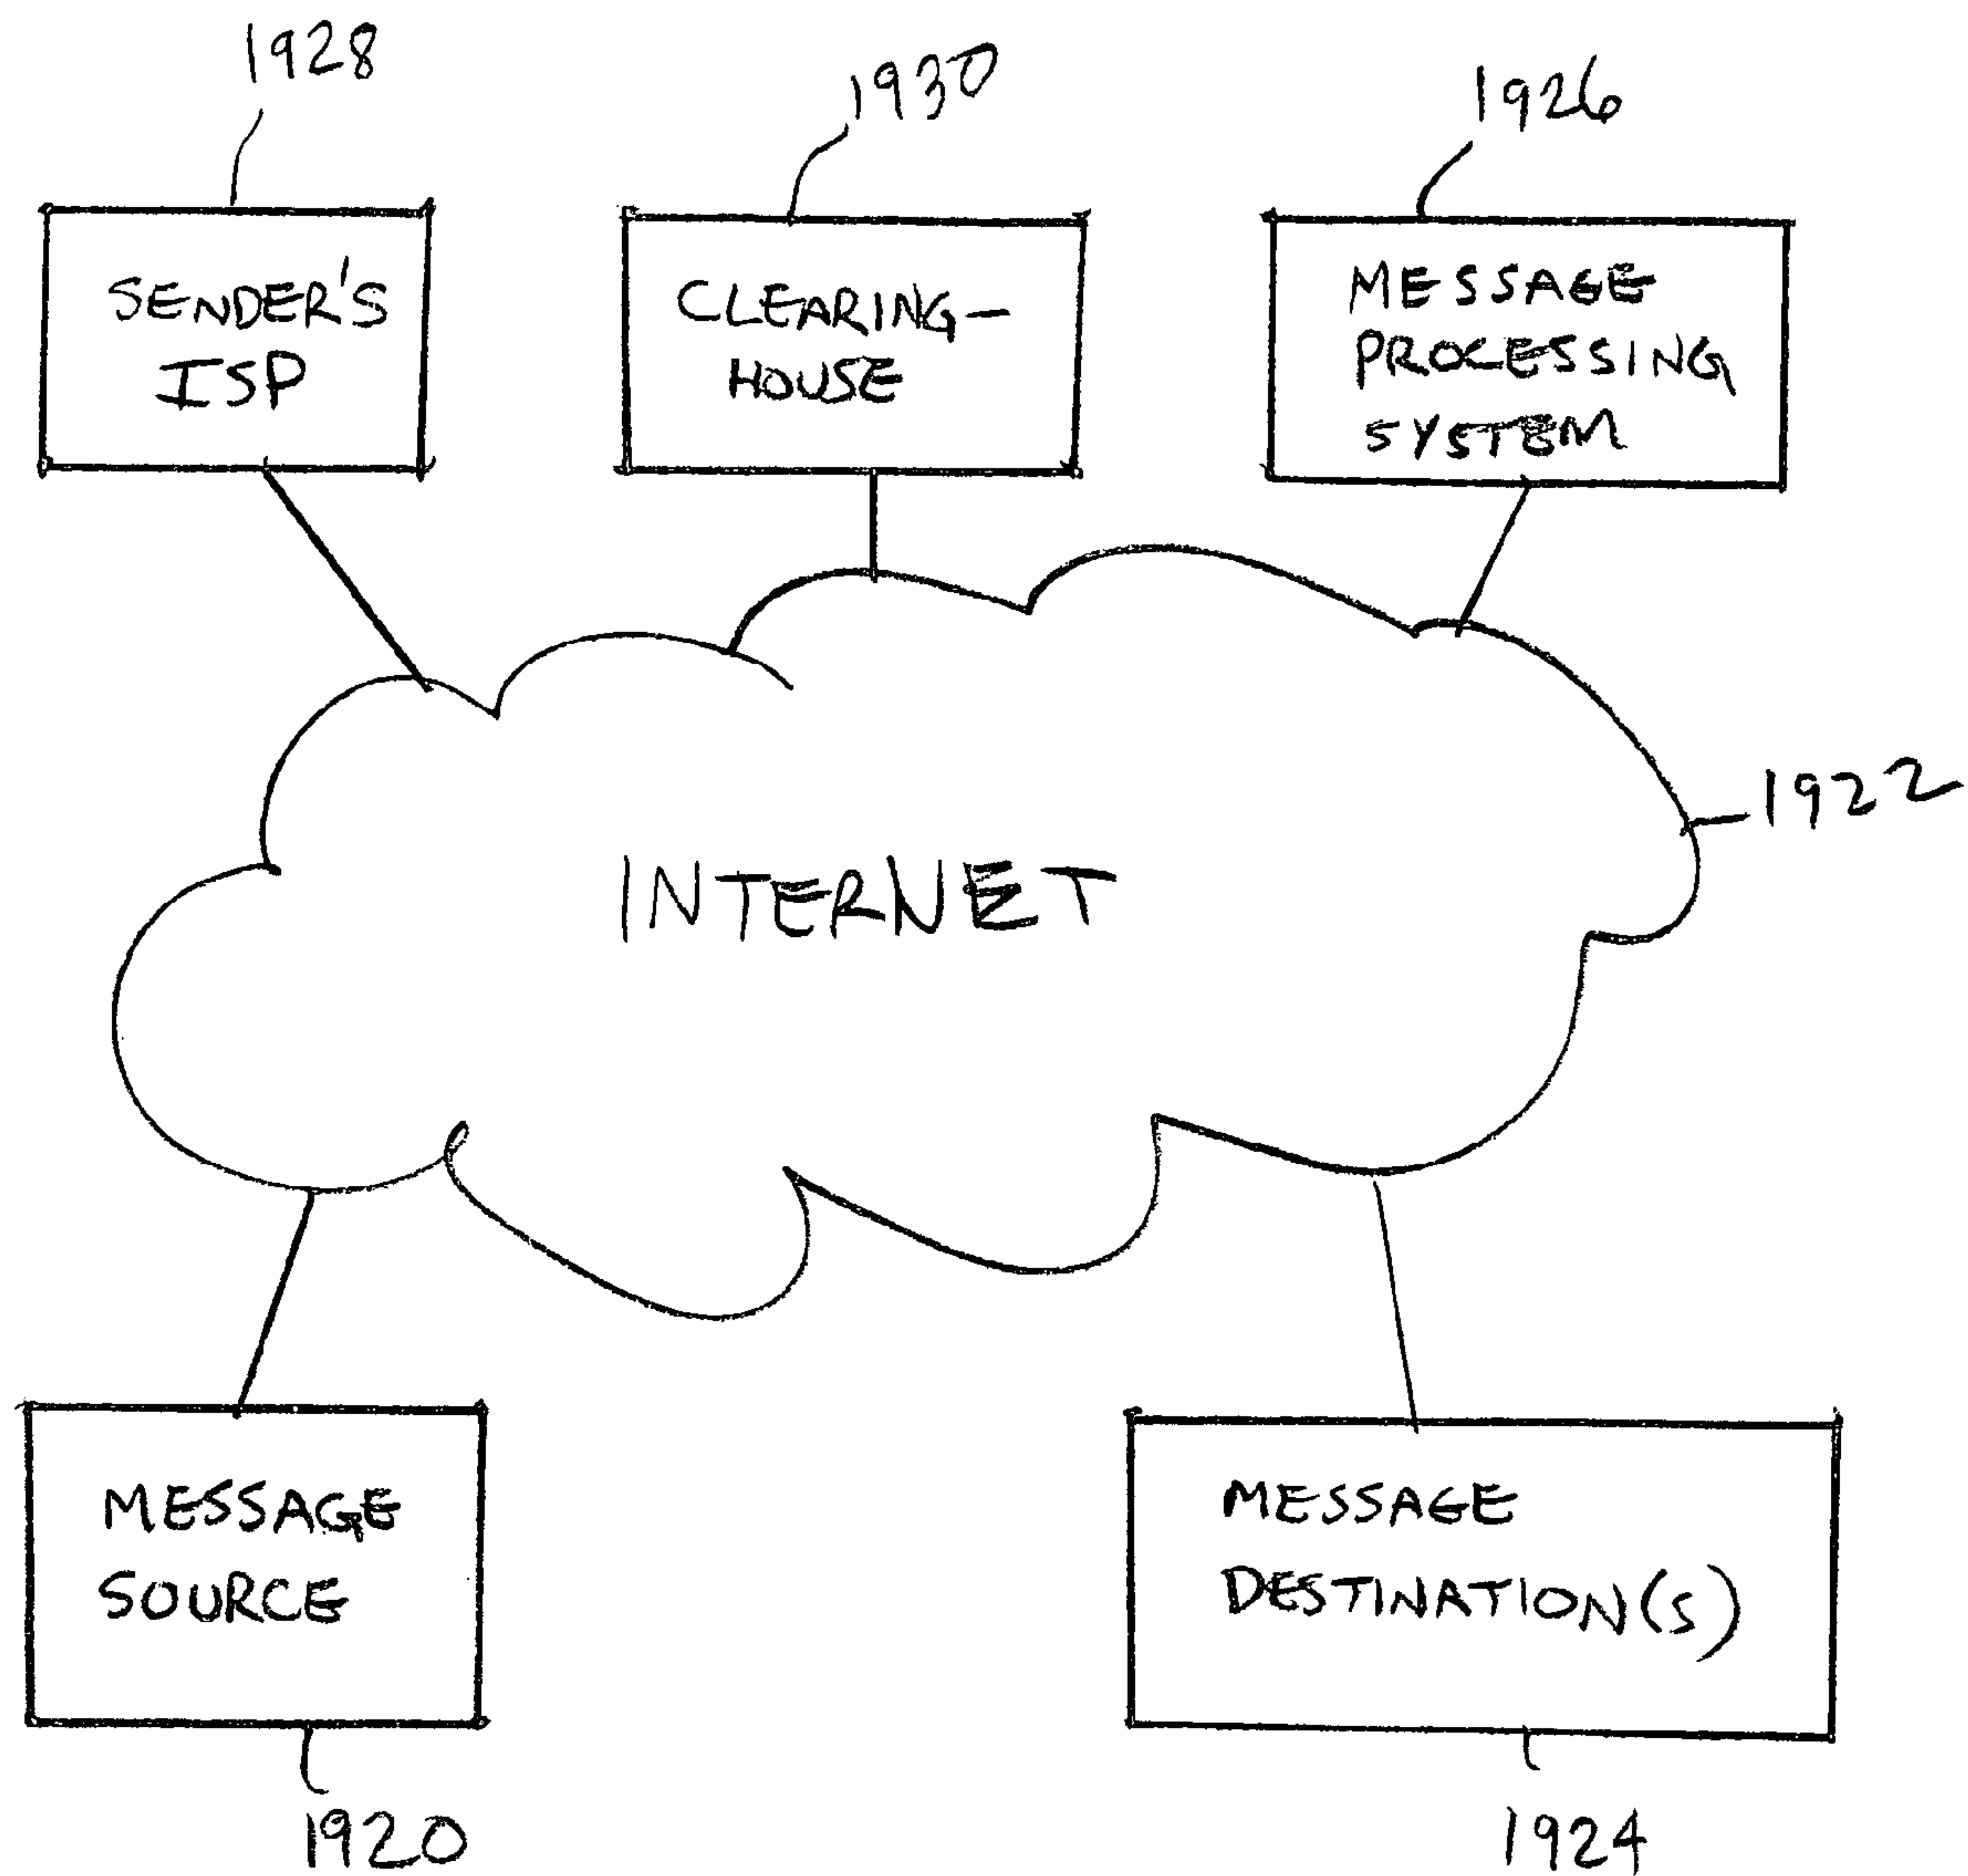 1928
1930
1926
SENDER'S
ISP
CLEARING-
HOUSE
MESSAGE
PROCESSING
SYSTEM
1922
INTERNET
MESSAGE
SOURCE
MESSAGE
DESTINATION(S)
1920
1924